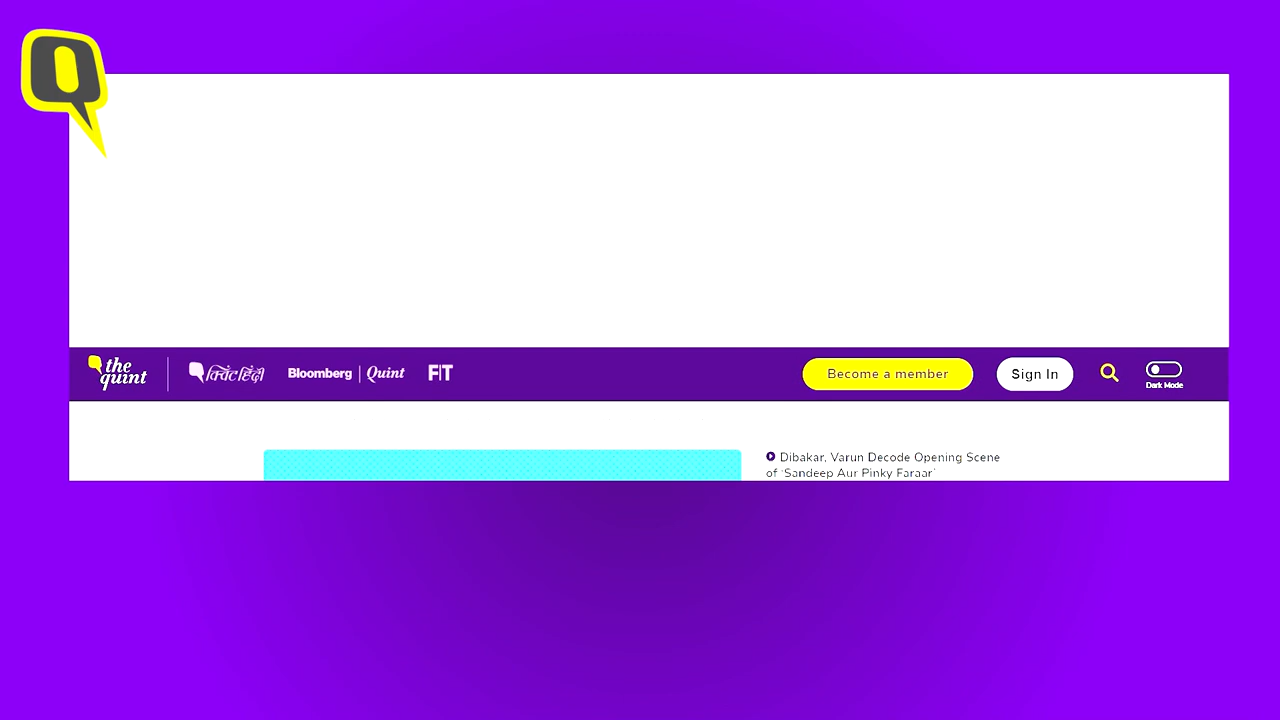 the quint
क्विंट हिंदी
Bloomberg | Quint
FIT
Become a member
Sign In
Dark Mode
Dibakar, Varun Decode Opening Scene
of 'Sandeep Aur Pinky Faraar'